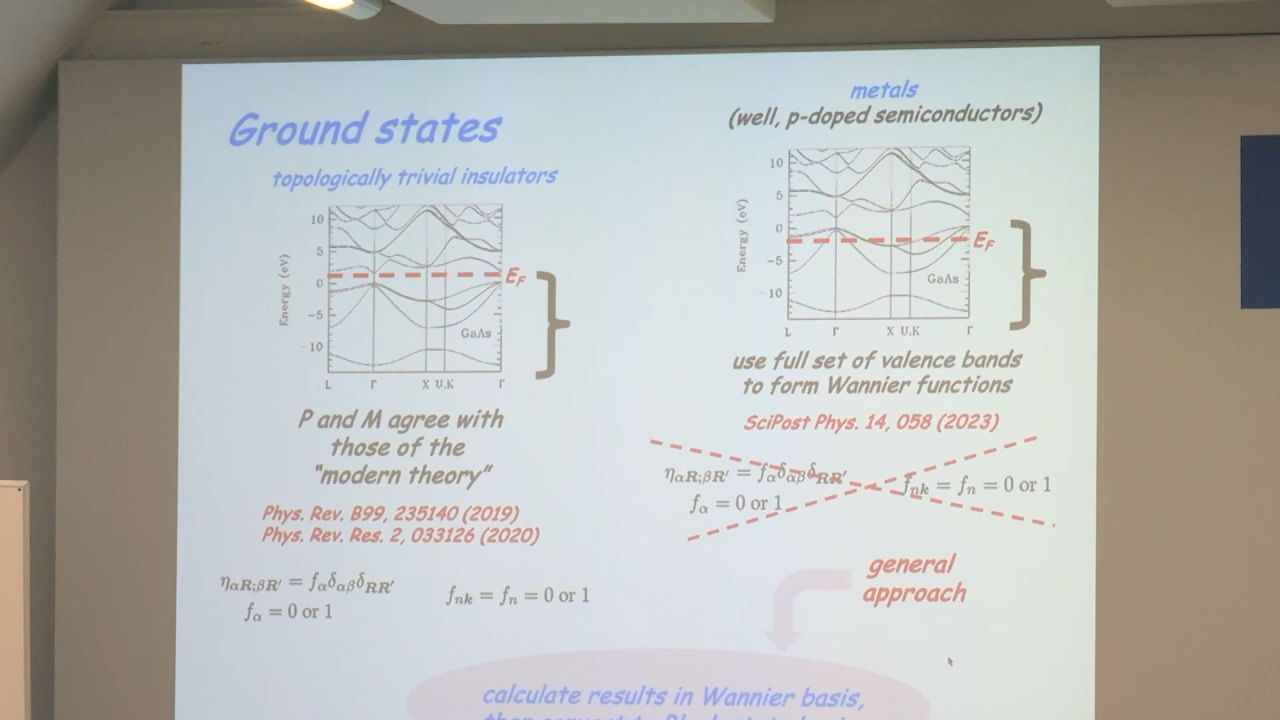 Ground states
topologically trivial insulators
10
5
0
-5
-10
Energy (eV)
E_F
GaAs
L Γ X U,K Γ
P and M agree with
those of the
"modern theory"
Phys. Rev. B99, 235140 (2019)
Phys. Rev. Res. 2, 033126 (2020)
η_{αR;βR'} = f_α δ_{αβ} δ_{RR'}
f_α = 0 or 1
f_{nk} = f_n = 0 or 1
metals
(well, p-doped semiconductors)
10
5
0
-5
-10
Energy (eV)
E_F
GaAs
L Γ X U,K Γ
use full set of valence bands
to form Wannier functions
SciPost Phys. 14, 058 (2023)
η_{αR;βR'} = f_α δ_{αβ} δ_{RR'}
f_α = 0 or 1
f_{nk} = f_n = 0 or 1
general
approach
calculate results in Wannier basis,